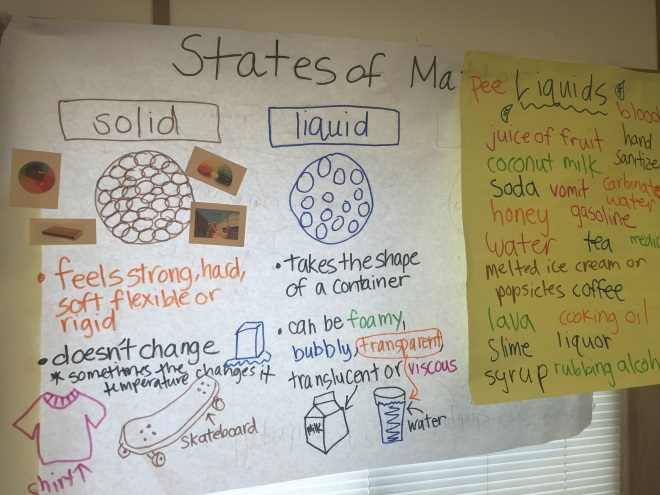 States of Ma
solid
liquid
• feels strong, hard,
soft flexible or
rigid
• doesn't change
* sometimes the
temperature changes it
shirt
Skateboard
• takes the shape
of a container
• can be foamy,
bubbly, transparent,
translucent or viscous
milk
water
pee Liquids
blood
juice of fruit hand
coconut milk sanitize
soda vomit carbonate
water
honey gasoline
water tea medic
melted ice cream or
popsicles coffee
lava cooking oil
Slime liquor
syrup rubbing alcoh